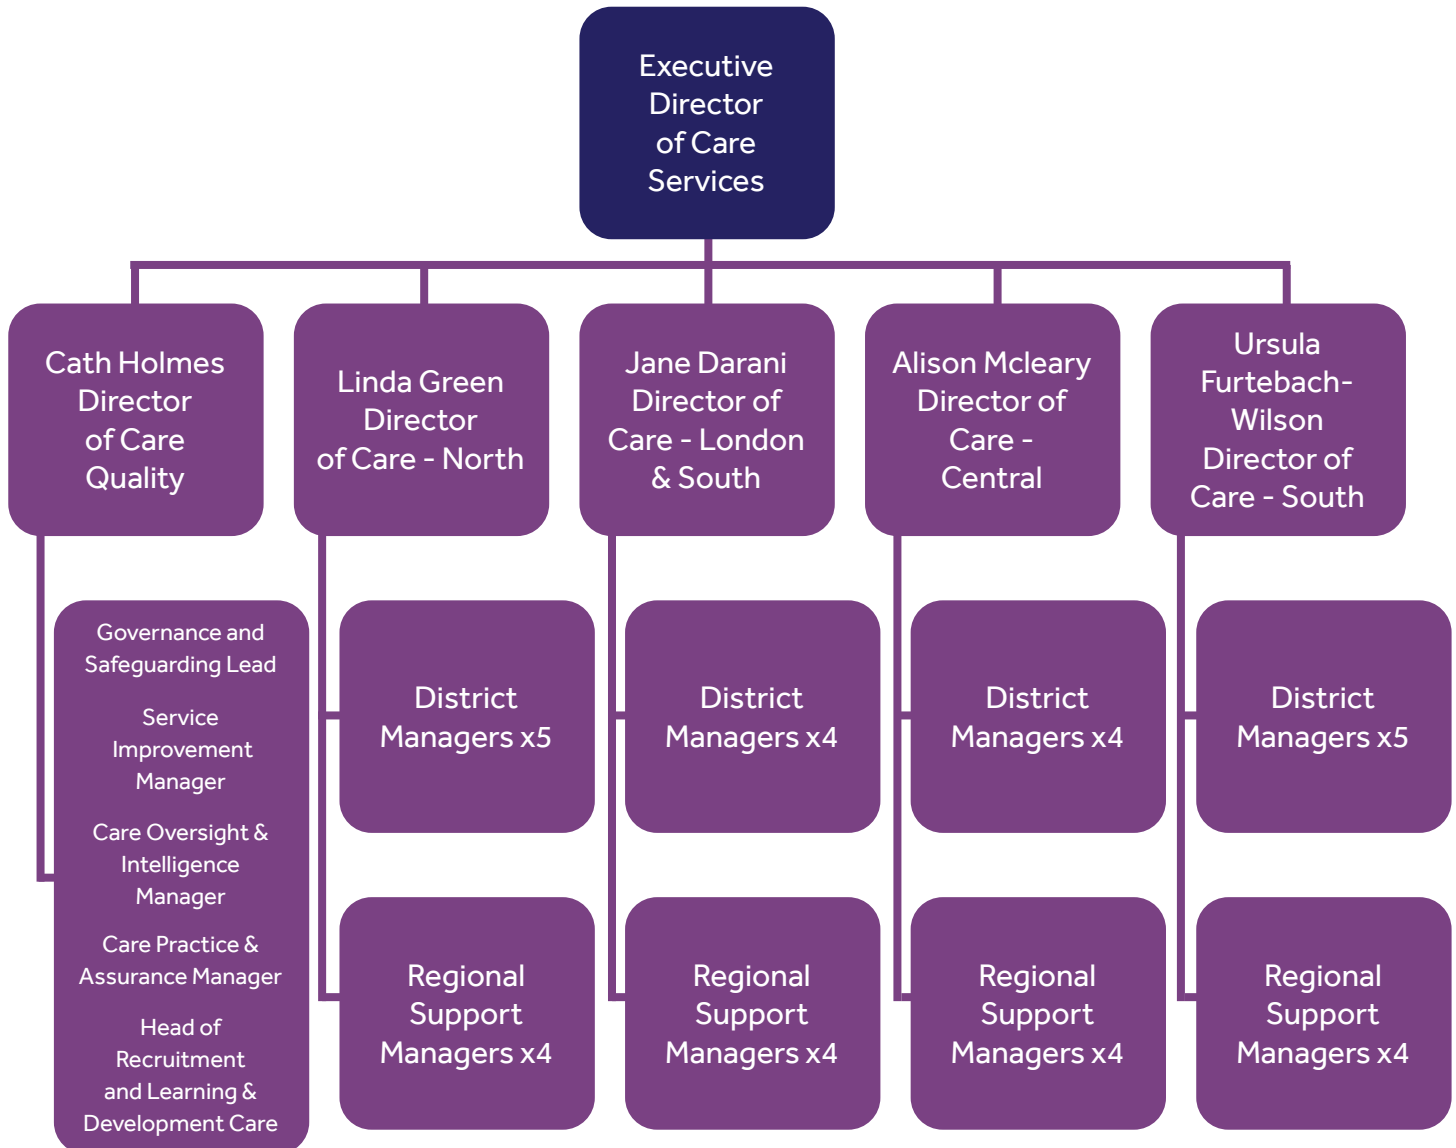 Executive
Director
of Care
Services
Cath Holmes
Director
of Care
Quality
Linda Green
Director
of Care - North
Jane Darani
Director of
Care - London
& South
Alison Mcleary
Director of
Care -
Central
Ursula
Furtebach-
Wilson
Director of
Care - South
Governance and
Safeguarding Lead
Service
Improvement
Manager
Care Oversight &
Intelligence
Manager
Care Practice &
Assurance Manager
Head of
Recruitment
and Learning &
Development Care
District
Managers x5
Regional
Support
Managers x4
District
Managers x4
Regional
Support
Managers x4
District
Managers x4
Regional
Support
Managers x4
District
Managers x5
Regional
Support
Managers x4